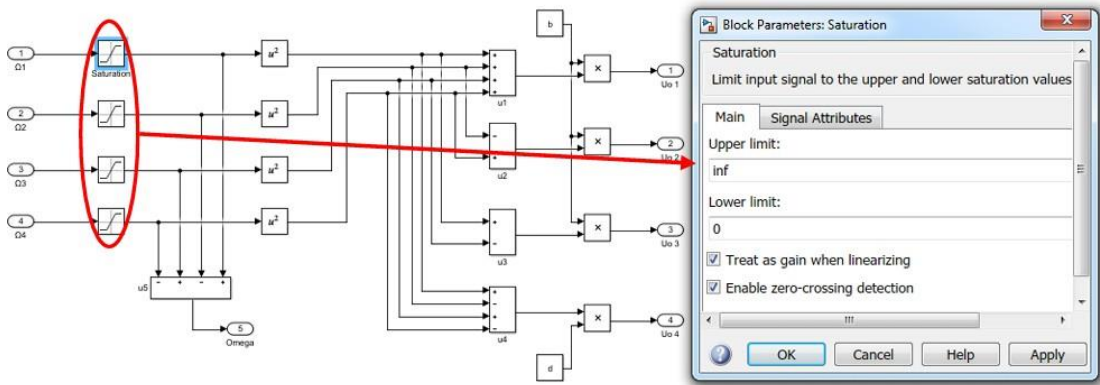 b
1
Ω1
Saturation
u²
+
+
+
+
u1
×
1
Uo 1
2
Ω2
u²
−
+
u2
×
2
Uo 2
3
Ω3
u²
+
−
u3
×
3
Uo 3
4
Ω4
u²
u5
− + − +
5
Omega
+
−
+
−
u4
×
4
Uo 4
d
Block Parameters: Saturation
Saturation
Limit input signal to the upper and lower saturation values
Main Signal Attributes
Upper limit:
inf
Lower limit:
0
Treat as gain when linearizing
Enable zero-crossing detection
OK Cancel Help Apply